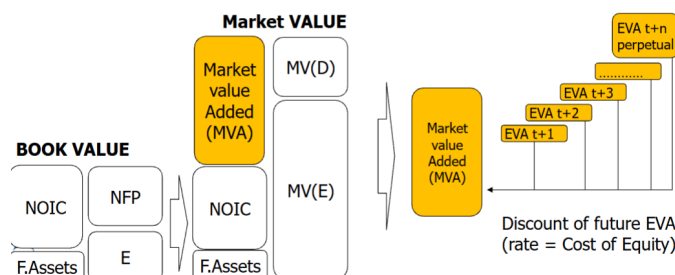 Market VALUE
Market
value
Added
(MVA)
MV(D)
MV(E)
BOOK VALUE
NOIC
NFP
E
F.Assets
NOIC
F.Assets
Market
value
Added
(MVA)
EVA t+n
perpetual
............
EVA t+3
EVA t+2
EVA t+1
Discount of future EVA
(rate = Cost of Equity)